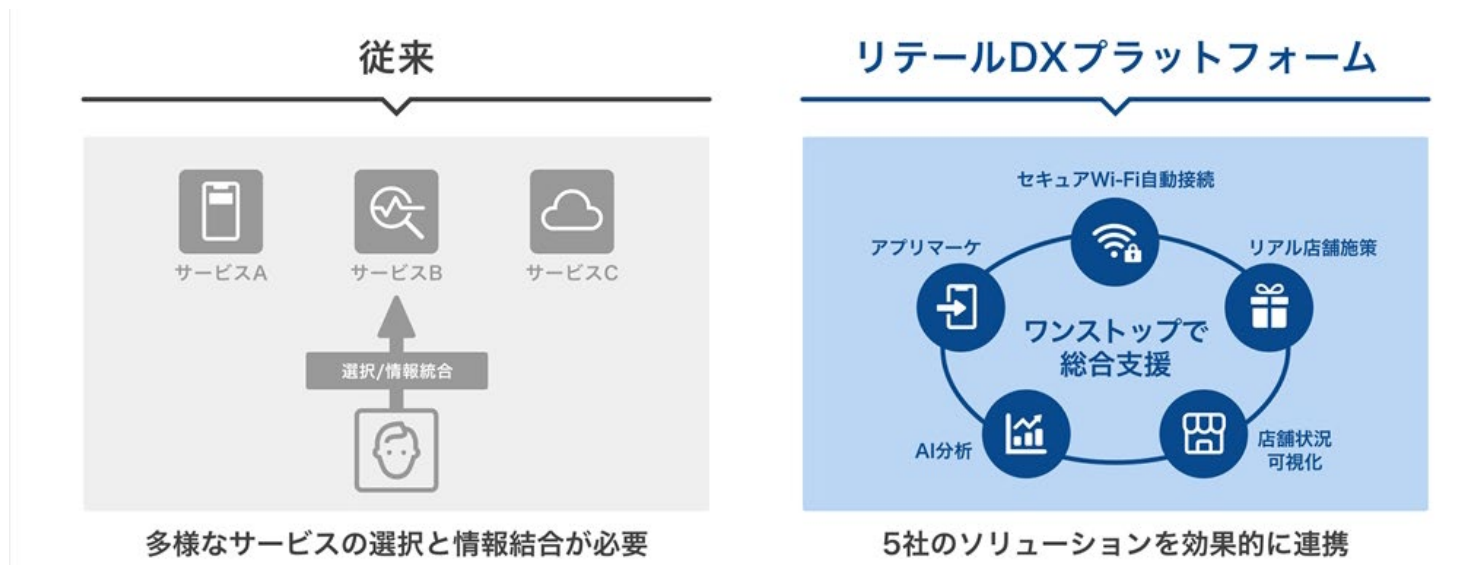 従来
サービスA
サービスB
サービスC
選択/情報統合
多様なサービスの選択と情報結合が必要
リテールDXプラットフォーム
セキュアWi-Fi自動接続
アプリマーケ
リアル店舗施策
ワンストップで
総合支援
AI分析
店舗状況
可視化
5社のソリューションを効果的に連携